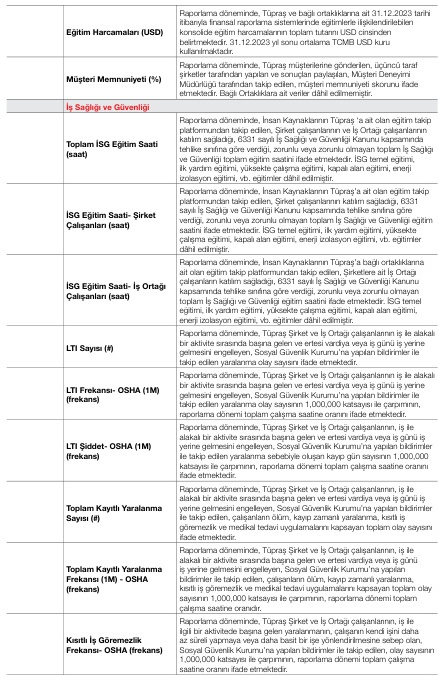 Eğitim Harcamaları (USD)
Raporlama döneminde, Tüpraş ve bağlı ortaklıklarına ait 31.12.2023 tarihi
itibarıyla finansal raporlama sistemlerinde eğitimlerle ilişkilendirilebilen
konsolide eğitim harcamalarının toplam tutarını USD cinsinden
belirtmektedir. 31.12.2023 yıl sonu ortalama TCMB USD kuru
kullanılmaktadır.
Müşteri Memnuniyeti (%)
Raporlama döneminde, Tüpraş müşterilerine gönderilen, üçüncü taraf
şirketler tarafından yapılan ve sonuçları paylaşılan, Müşteri Deneyimi
Müdürlüğü tarafından takip edilen, müşteri memnuniyeti skorunu ifade
etmektedir. Bağlı Ortaklıklara ait veriler dâhil edilmemiştir.
İş Sağlığı ve Güvenliği
Toplam İSG Eğitim Saati
(saat)
Raporlama döneminde, İnsan Kaynaklarının Tüpraş 'a ait olan eğitim takip
platformundan takip edilen, Şirket çalışanlarının ve İş Ortağı çalışanlarının
katılım sağladığı, 6331 sayılı İş Sağlığı ve Güvenliği Kanunu kapsamında
tehlike sınıfına göre verdiği, zorunlu veya zorunlu olmayan toplam İş Sağlığı
ve Güvenliği toplam eğitim saatini ifade etmektedir. İSG temel eğitimi,
ilk yardım eğitimi, yüksekte çalışma eğitimi, kapalı alan eğitimi, enerji
izolasyon eğitimi, vb. eğitimler dâhil edilmiştir.
İSG Eğitim Saati- Şirket
Çalışanları (saat)
Raporlama döneminde, İnsan Kaynaklarının Tüpraş'a ait olan eğitim takip
platformundan takip edilen, Şirket çalışanlarının katılım sağladığı, 6331
sayılı İş Sağlığı ve Güvenliği Kanunu kapsamında tehlike sınıfına göre
verdiği, zorunlu veya zorunlu olmayan toplam İş Sağlığı ve Güvenliği eğitim
saatini ifade etmektedir. İSG temel eğitimi, ilk yardım eğitimi, yüksekte
çalışma eğitimi, kapalı alan eğitimi, enerji izolasyon eğitimi, vb. eğitimler
dâhil edilmiştir.
İSG Eğitim Saati- İş Ortağı
Çalışanları (saat)
Raporlama döneminde, İnsan Kaynaklarının Tüpraş'a bağlı ortaklıklarına
ait olan eğitim takip platformundan takip edilen, Şirketlere ait İş Ortağı
çalışanların katılım sağladığı, 6331 sayılı İş Sağlığı ve Güvenliği Kanunu
kapsamında tehlike sınıfına göre verdiği, zorunlu veya zorunlu olmayan
toplam İş Sağlığı ve Güvenliği eğitim saatini ifade etmektedir. İSG temel
eğitimi, ilk yardım eğitimi, yüksekte çalışma eğitimi, kapalı alan eğitimi,
enerji izolasyon eğitimi, vb. eğitimler dâhil edilmiştir.
LTI Sayısı (#)
Raporlama döneminde, Tüpraş Şirket ve İş Ortağı çalışanlarının iş ile alakalı
bir aktivite sırasında başına gelen ve ertesi vardiya veya iş günü iş yerine
gelmesini engelleyen, Sosyal Güvenlik Kurumu'na yapılan bildirimler ile
takip edilen yaralanma olay sayısını ifade etmektedir.
LTI Frekansı- OSHA (1M)
(frekans)
Raporlama döneminde, Tüpraş Şirket ve İş Ortağı çalışanlarının iş ile alakalı
bir aktivite sırasında başına gelen ve ertesi vardiya veya iş günü iş yerine
gelmesini engelleyen, Sosyal Güvenlik Kurumu'na yapılan bildirimler ile
takip edilen yaralanma olay sayısının 1,000,000 katsayısı ile çarpımının,
raporlama dönemi toplam çalışma saatine oranını ifade etmektedir.
LTI Şiddet- OSHA (1M)
(frekans)
Raporlama döneminde, Tüpraş Şirket ve İş Ortağı çalışanlarının, iş ile
alakalı bir aktivite sırasında başına gelen ve ertesi vardiya veya iş günü iş
yerine gelmesini engelleyen, Sosyal Güvenlik Kurumu'na yapılan bildirimler
ile takip edilen yaralanma sebebiyle oluşan kayıp gün sayısının 1,000,000
katsayısı ile çarpımının, raporlama dönemi toplam çalışma saatine oranını
ifade etmektedir.
Toplam Kayıtlı Yaralanma
Sayısı (#)
Raporlama döneminde, Tüpraş Şirket ve İş Ortağı çalışanlarının, iş ile
alakalı bir aktivite sırasında başına gelen ve ertesi vardiya veya iş günü iş
yerine gelmesini engelleyen, Sosyal Güvenlik Kurumu'na yapılan bildirimler
ile takip edilen, çalışanların ölüm, kayıp zamanlı yaralanma, kısıtlı iş
göremezlik ve medikal tedavi uygulamalarını kapsayan toplam olay sayısını
ifade etmektedir.
Toplam Kayıtlı Yaralanma
Frekansı (1M) - OSHA
(frekans)
Raporlama döneminde, Tüpraş Şirket ve İş Ortağı çalışanlarının, iş ile
alakalı bir aktivite sırasında başına gelen ve ertesi vardiya veya iş günü
iş yerine gelmesini engelleyen, Sosyal Güvenlik Kurumu'na yapılan
bildirimler ile takip edilen, çalışanların ölüm, kayıp zamanlı yaralanma,
kısıtlı iş göremezlik ve medikal tedavi uygulamalarını kapsayan toplam olay
sayısının 1,000,000 katsayısı ile çarpımının, raporlama dönemi toplam
çalışma saatine oranıdır.
Kısıtlı İş Göremezlik
Frekansı- OSHA (frekans)
Raporlama döneminde, Tüpraş Şirket ve İş Ortağı çalışanlarının, iş ile
ilgili bir aktivitede başına gelen yaralanmanın, çalışanın kendi işini daha
az süreli yapmaya veya daha basit bir işe yönlendirilmesine sebep olan,
Sosyal Güvenlik Kurumu'na yapılan bildirimler ile takip edilen, olay sayısının
1,000,000 katsayısı ile çarpımının, raporlama dönemi toplam çalışma
saatine oranını ifade etmektedir.